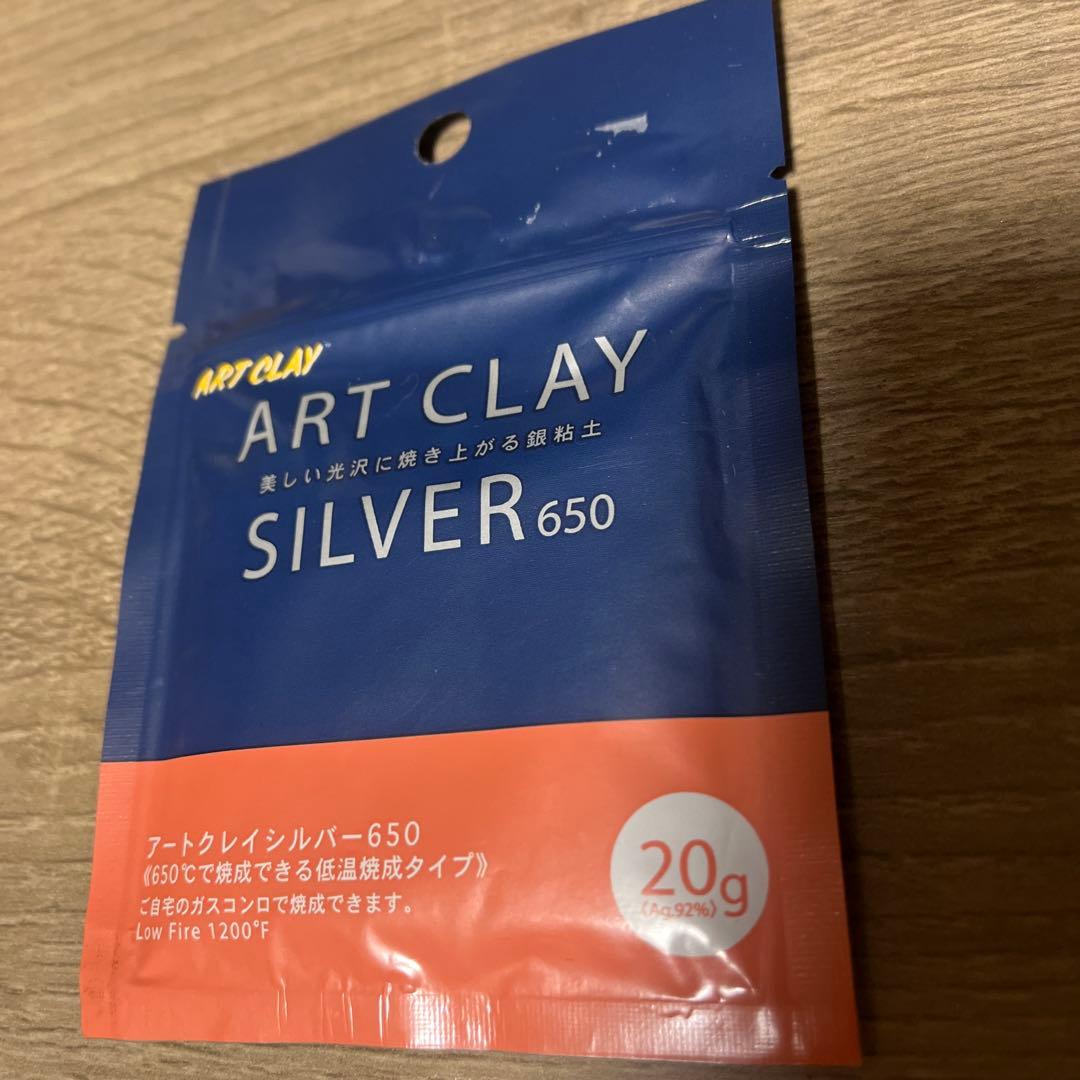 ART CLAY™
ART CLAY
美しい光沢に焼き上がる銀粘土
SILVER 650
アートクレイシルバー650
《650℃で焼成できる低温焼成タイプ》
ご自宅のガスコンロで焼成できます。
Low Fire 1200°F
20g
(Ag.92%)